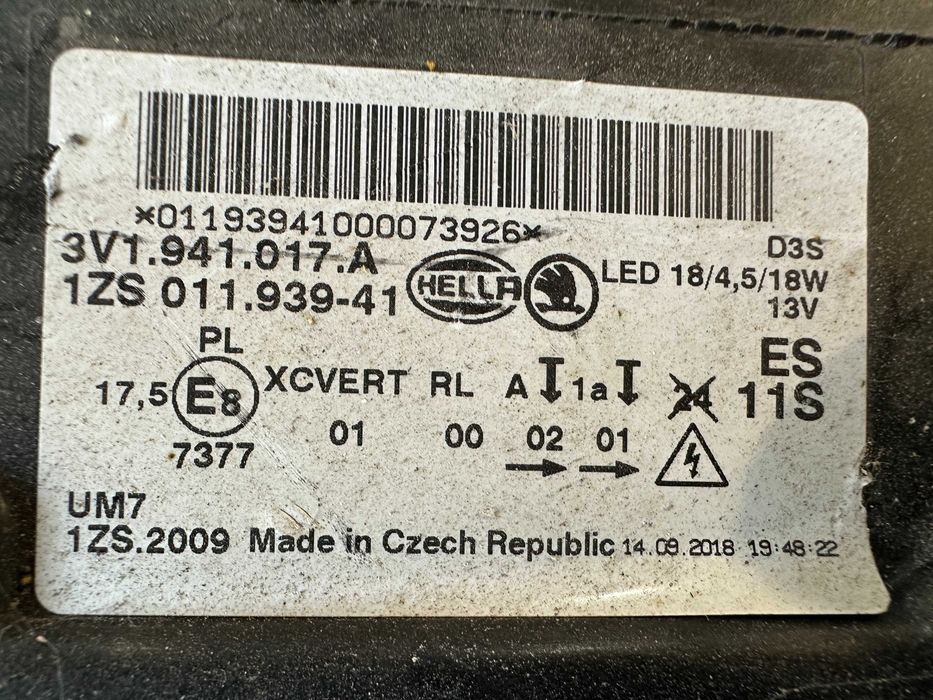 *01193941000073926*
3V1.941.017.A
1ZS 011.939-41
HELLA
D3S
LED 18/4,5/18W
13V
PL
17,5 E8
7377
XCVERT RL A 1a 24
01 00 02 01
ES
11S
UM7
1ZS.2009 Made in Czech Republic 14.09.2018 19:48:22